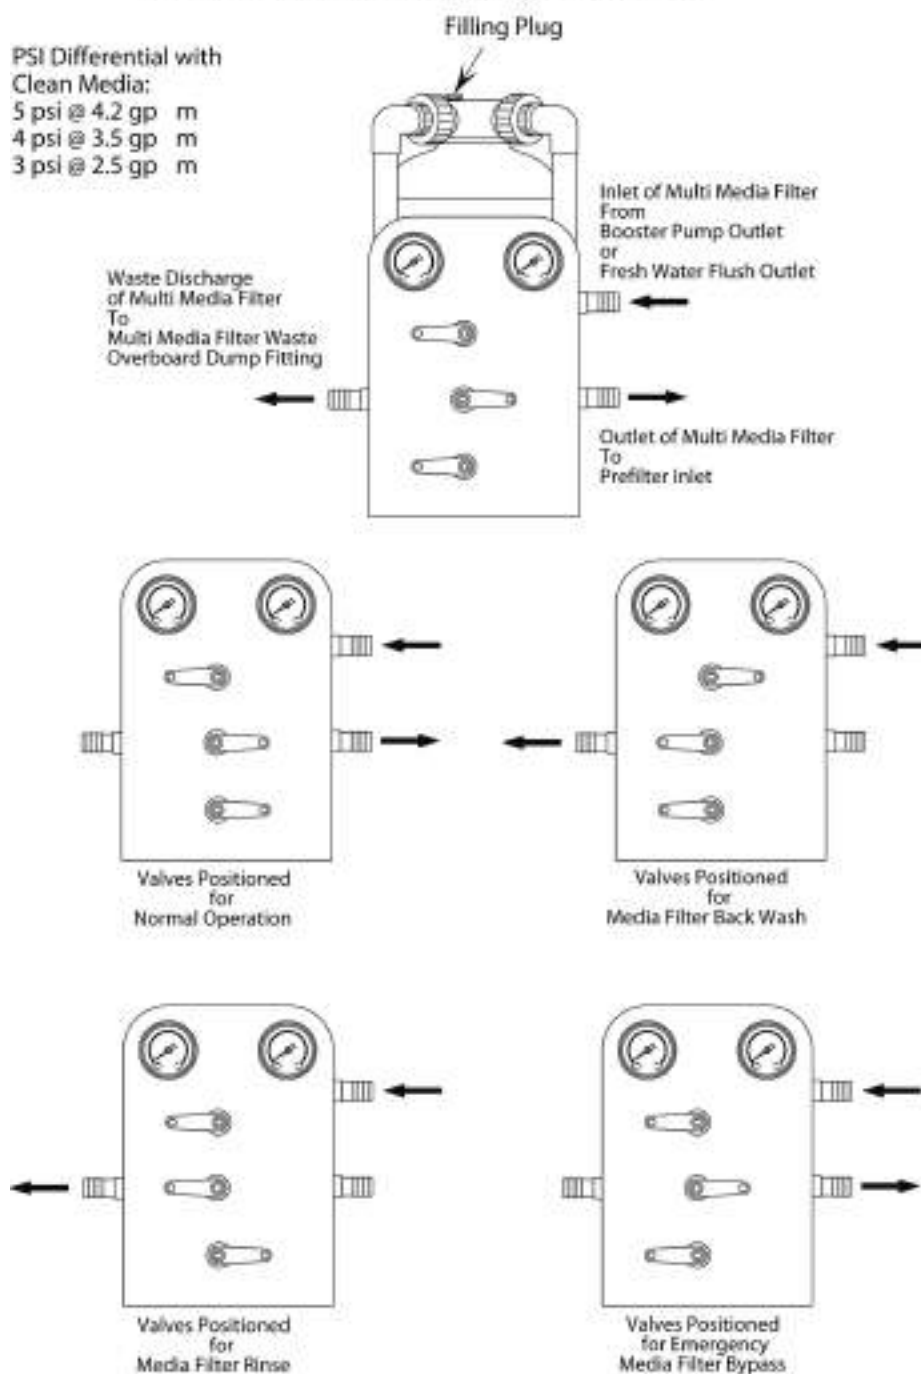 Filling Plug
PSI Differential with
Clean Media:
5 psi @ 4.2 gp m
4 psi @ 3.5 gp m
3 psi @ 2.5 gp m
Inlet of Multi Media Filter
From
Booster Pump Outlet
or
Fresh Water Flush Outlet
Waste Discharge
of Multi Media Filter
To
Multi Media Filter Waste
Overboard Dump Fitting
Outlet of Multi Media Filter
To
Prefilter inlet
Valves Positioned
for
Normal Operation
Valves Positioned
for
Media Filter Back Wash
Valves Positioned
for
Media Filter Rinse
Valves Positioned
for Emergency
Media Filter Bypass